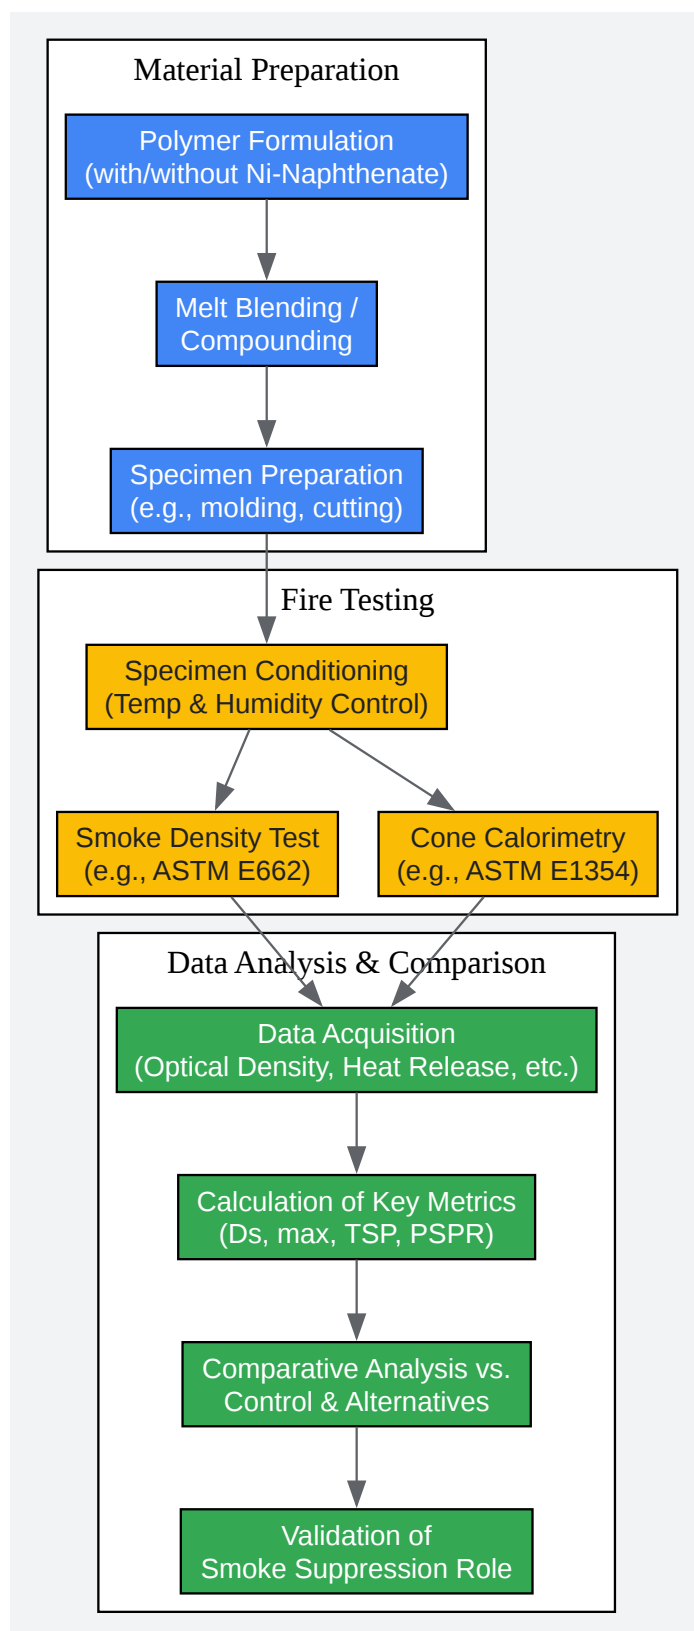 Material Preparation
Polymer Formulation
(with/without Ni-Naphthenate)
Melt Blending /
Compounding
Specimen Preparation
(e.g., molding, cutting)
Fire Testing
Specimen Conditioning
(Temp & Humidity Control)
Smoke Density Test
(e.g., ASTM E662)
Cone Calorimetry
(e.g., ASTM E1354)
Data Analysis & Comparison
Data Acquisition
(Optical Density, Heat Release, etc.)
Calculation of Key Metrics
(Ds, max, TSP, PSPR)
Comparative Analysis vs.
Control & Alternatives
Validation of
Smoke Suppression Role